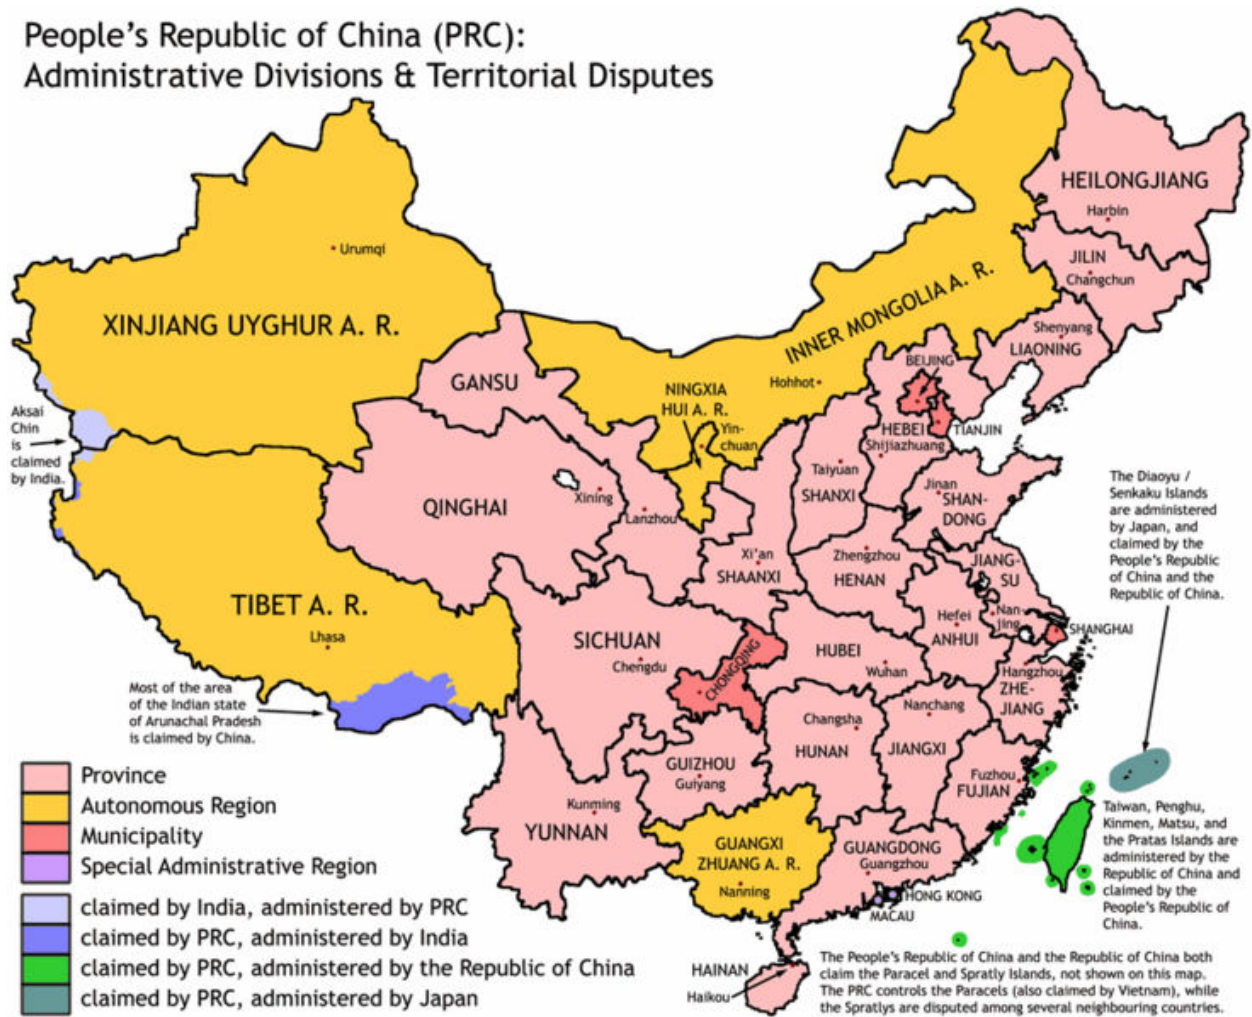 People's Republic of China (PRC):
Administrative Divisions & Territorial Disputes
HEILONGJIANG
Harbin
JILIN
Changchun
Urumqi
XINJIANG UYGHUR A. R.
INNER MONGOLIA A. R.
Shenyang
LIAONING
BEIJING
GANSU
Hohhot
NINGXIA
HUI A. R.
Yin-
chuan
HEBEI
TIANJIN
Shijiazhuang
Aksai
Chin
is
claimed
by India.
Taiyuan
SHANXI
Jinan
SHAN-
DONG
QINGHAI
Xining
Lanzhou
The Diaoyu /
Senkaku Islands
are administered
by Japan, and
claimed by the
People's Republic
of China and the
Republic of China.
Xi'an
SHAANXI
Zhengzhou
HENAN
JIANG-
SU
Nan-
jing
TIBET A. R.
Lhasa
SICHUAN
Chengdu
CHONGQING
HUBEI
Wuhan
Hefei
ANHUI
SHANGHAI
Hangzhou
ZHE-
JIANG
Most of the area
of the Indian state
of Arunachal Pradesh
is claimed by China.
Changsha
HUNAN
Nanchang
JIANGXI
GUIZHOU
Guiyang
Fuzhou
FUJIAN
Kunming
YUNNAN
GUANGXI
ZHUANG A. R.
Nanning
GUANGDONG
Guangzhou
HONG KONG
MACAU
Taiwan, Penghu,
Kinmen, Matsu, and
the Pratas Islands are
administered by the
Republic of China and
claimed by the
People's Republic of
China.
HAINAN
Haikou
Province
Autonomous Region
Municipality
Special Administrative Region
claimed by India, administered by PRC
claimed by PRC, administered by India
claimed by PRC, administered by the Republic of China
claimed by PRC, administered by Japan
The People's Republic of China and the Republic of China both
claim the Paracel and Spratly Islands, not shown on this map.
The PRC controls the Paracels (also claimed by Vietnam), while
the Spratlys are disputed among several neighbouring countries.